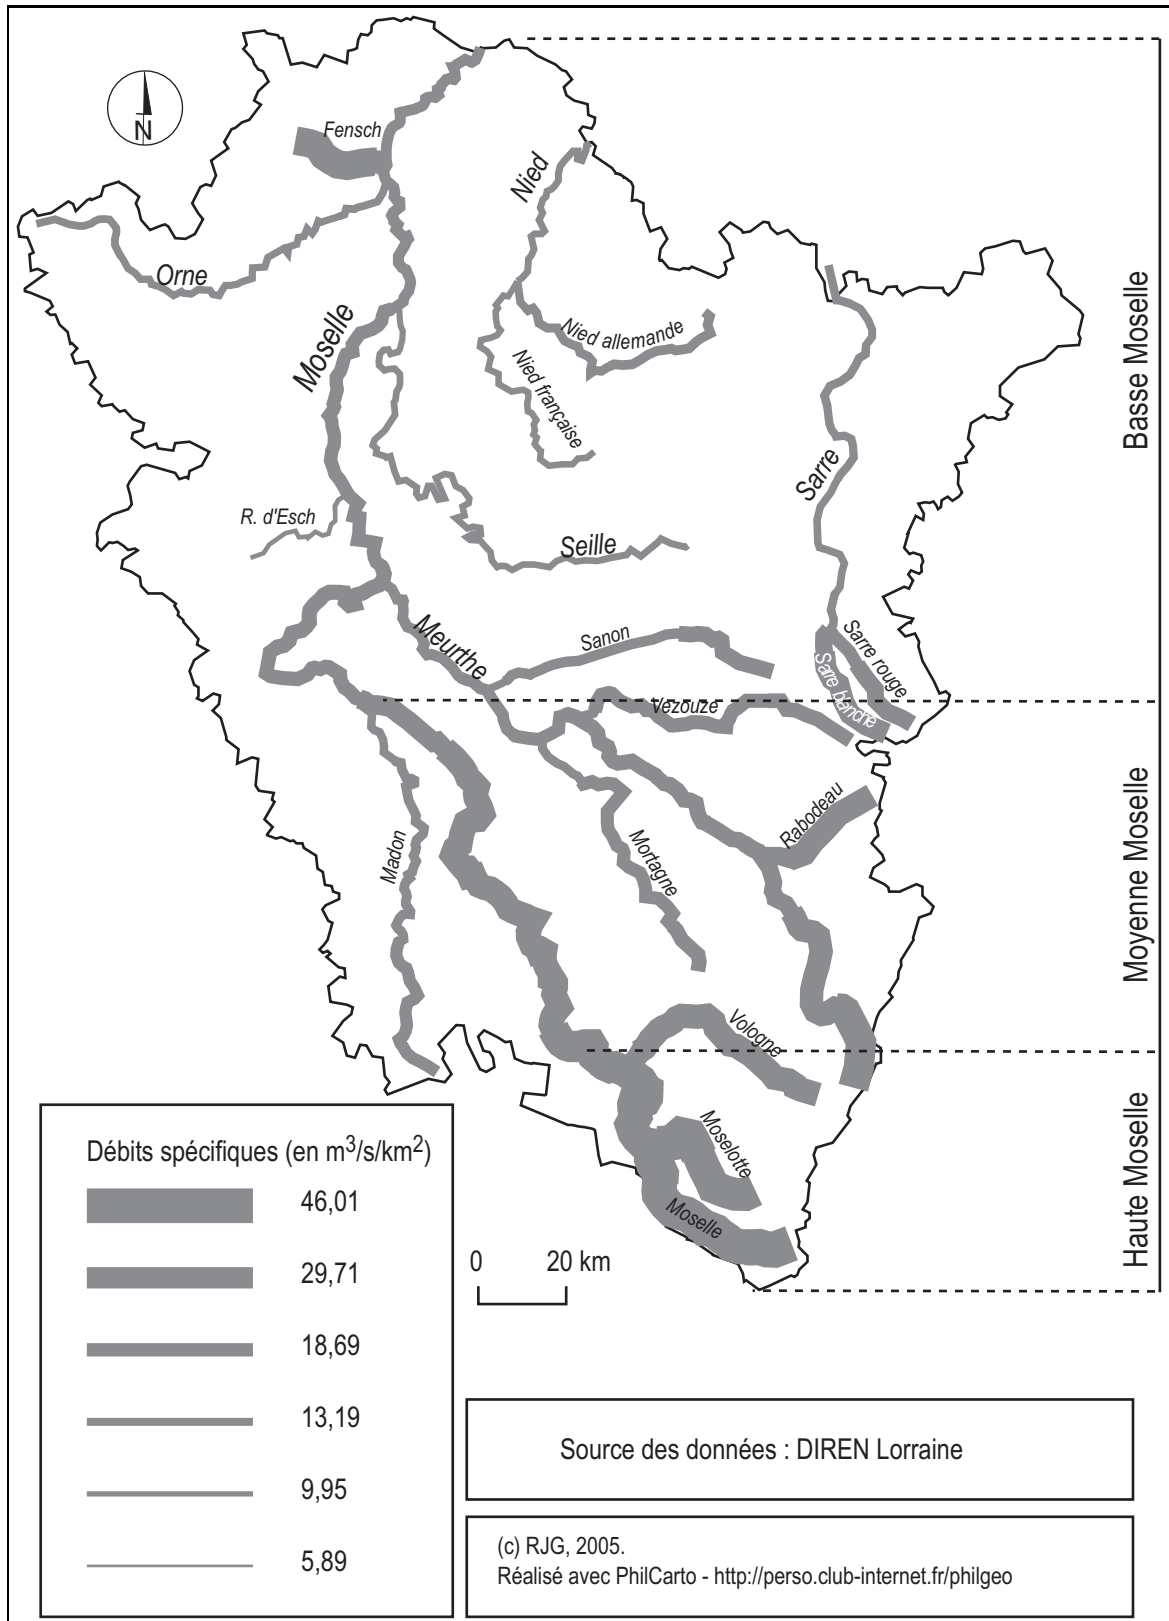 N
Fensch
Nied
Orne
Moselle
Nied allemande
Nied française
Sarre
R. d'Esch
Seille
Meurthe
Sanon
Sarre rouge
Sarre blanche
Vezouze
Rabodeau
Madon
Mortagne
Vologne
Moselotte
Moselle
Basse Moselle
Moyenne Moselle
Haute Moselle
Débits spécifiques (en m³/s/km²)
46,01
29,71
18,69
13,19
9,95
5,89
0 20 km
Source des données : DIREN Lorraine
(c) RJG, 2005.
Réalisé avec PhilCarto - http://perso.club-internet.fr/philgeo